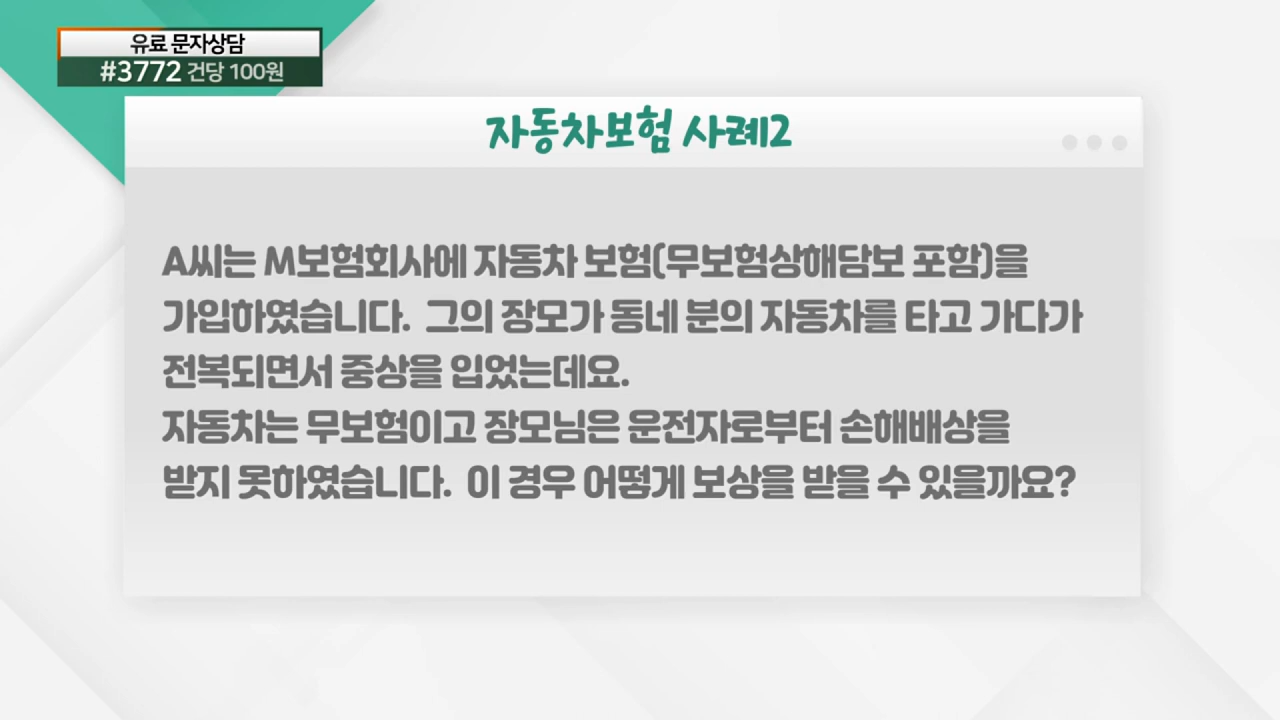 유료 문자상담
#3772 건당 100원
자동차보험 사례2
A씨는 M보험회사에 자동차 보험(무보험상해담보 포함)을
가입하였습니다. 그의 장모가 동네 분의 자동차를 타고 가다가
전복되면서 중상을 입었는데요.
자동차는 무보험이고 장모님은 운전자로부터 손해배상을
받지 못하였습니다. 이 경우 어떻게 보상을 받을 수 있을까요?